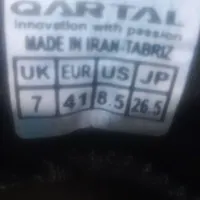 QARTAL
innovation with passion
MADE IN IRAN-TABRIZ
UK EUR US JP
7 41 8.5 26.5